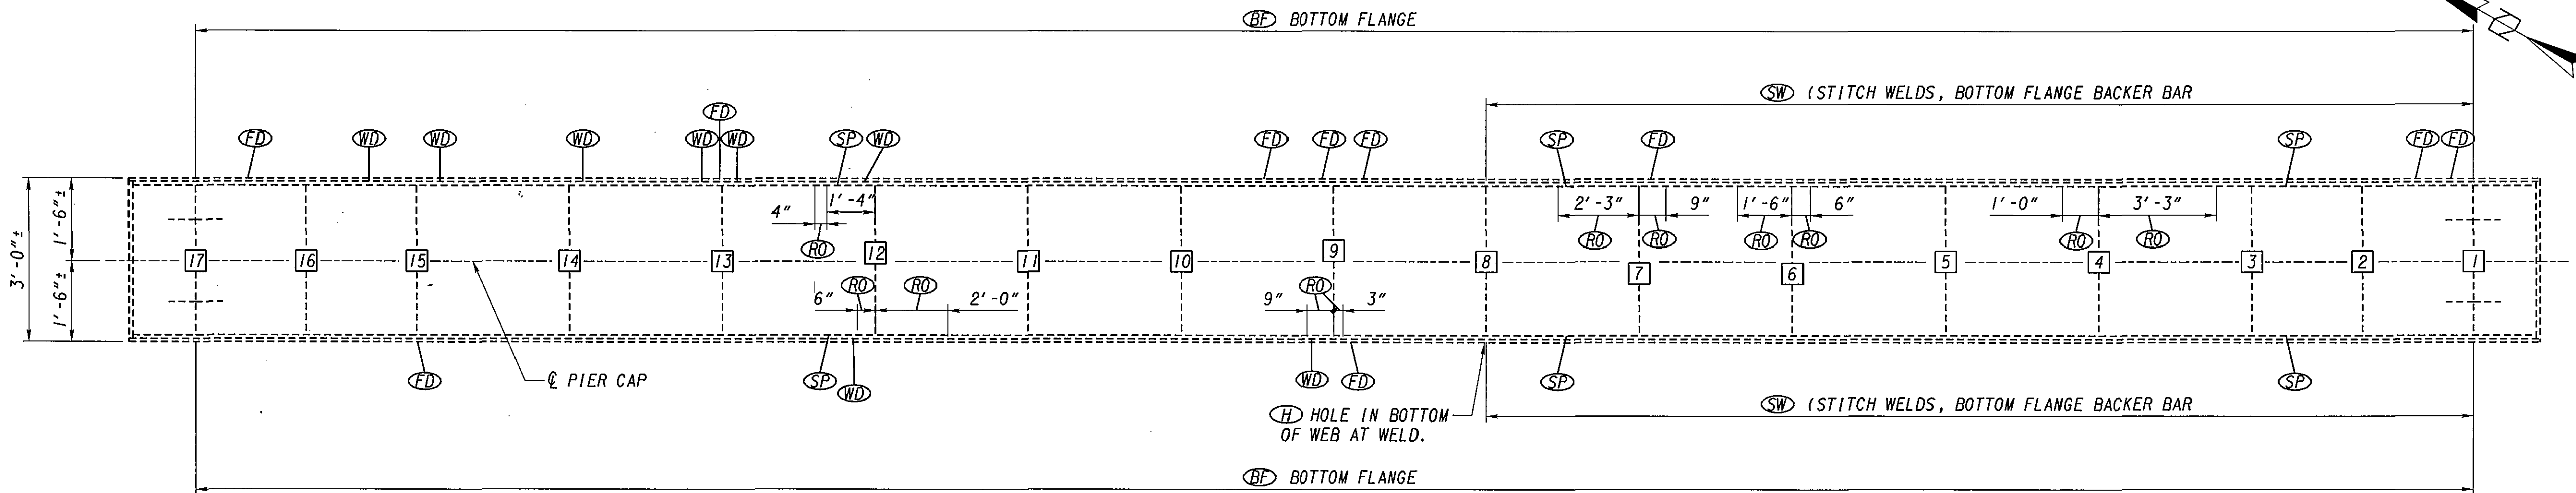 BF BOTTOM FLANGE
N
SW (STITCH WELDS, BOTTOM FLANGE BACKER BAR
FD
FD WD WD WD WD WD SP WD FD FD FD SP FD SP FD FD
3'-0"±
1'-6"±
1'-6"±
4" 1'-4" 2'-3" 9" 1'-6" 6" 1'-0" 3'-3"
RO RO RO RO RO RO RO
17 16 15 14 13 12 11 10 9 8 7 6 5 4 3 2 1
6" RO RO 2'-0" 9" RO 3"
FD ℄ PIER CAP SP WD WD FD SP SP
H HOLE IN BOTTOM
OF WEB AT WELD.
SW (STITCH WELDS, BOTTOM FLANGE BACKER BAR
BF BOTTOM FLANGE